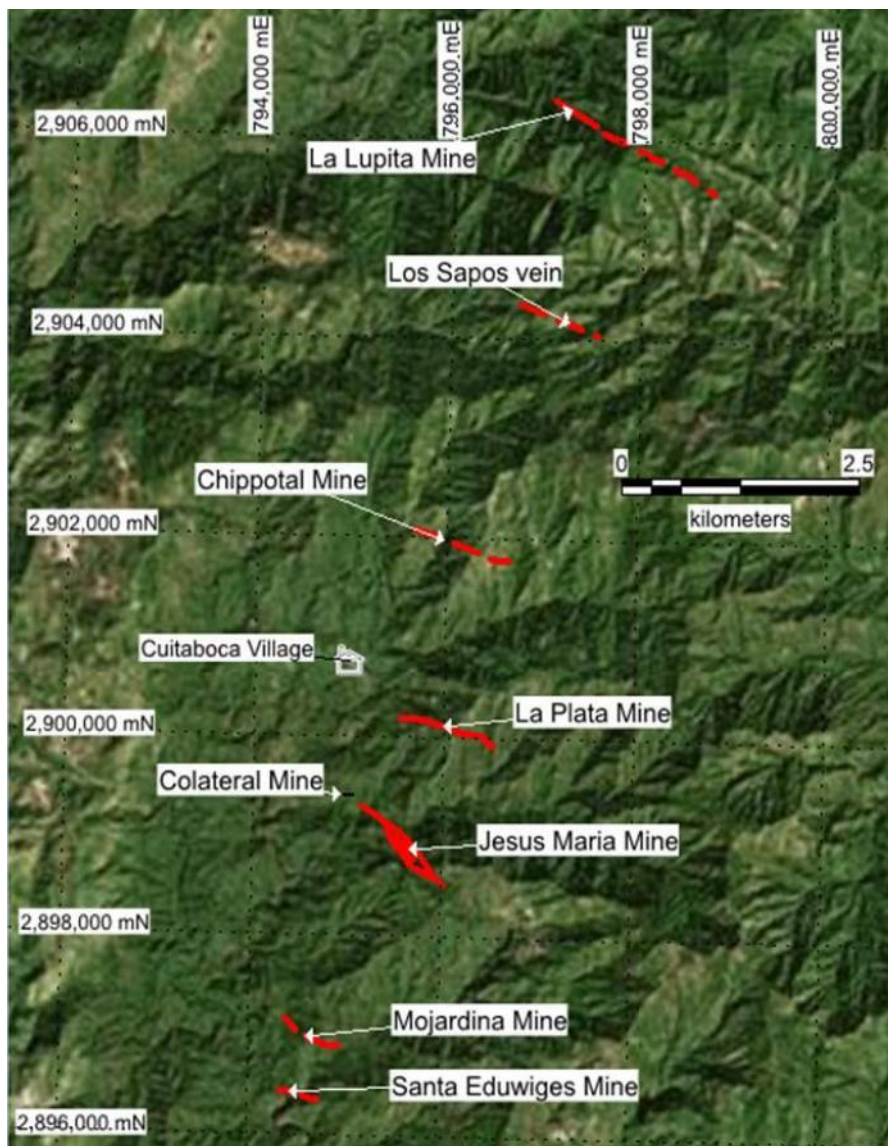 794,000 mE
796,000 mE
798,000 mE
800,000 mE
2,906,000 mN
La Lupita Mine
Los Sapos vein
2,904,000 mN
0 2.5
kilometers
Chippotal Mine
2,902,000 mN
Cuitaboca Village
La Plata Mine
2,900,000 mN
Colateral Mine
Jesus Maria Mine
2,898,000 mN
Mojardina Mine
Santa Eduwiges Mine
2,896,000 mN